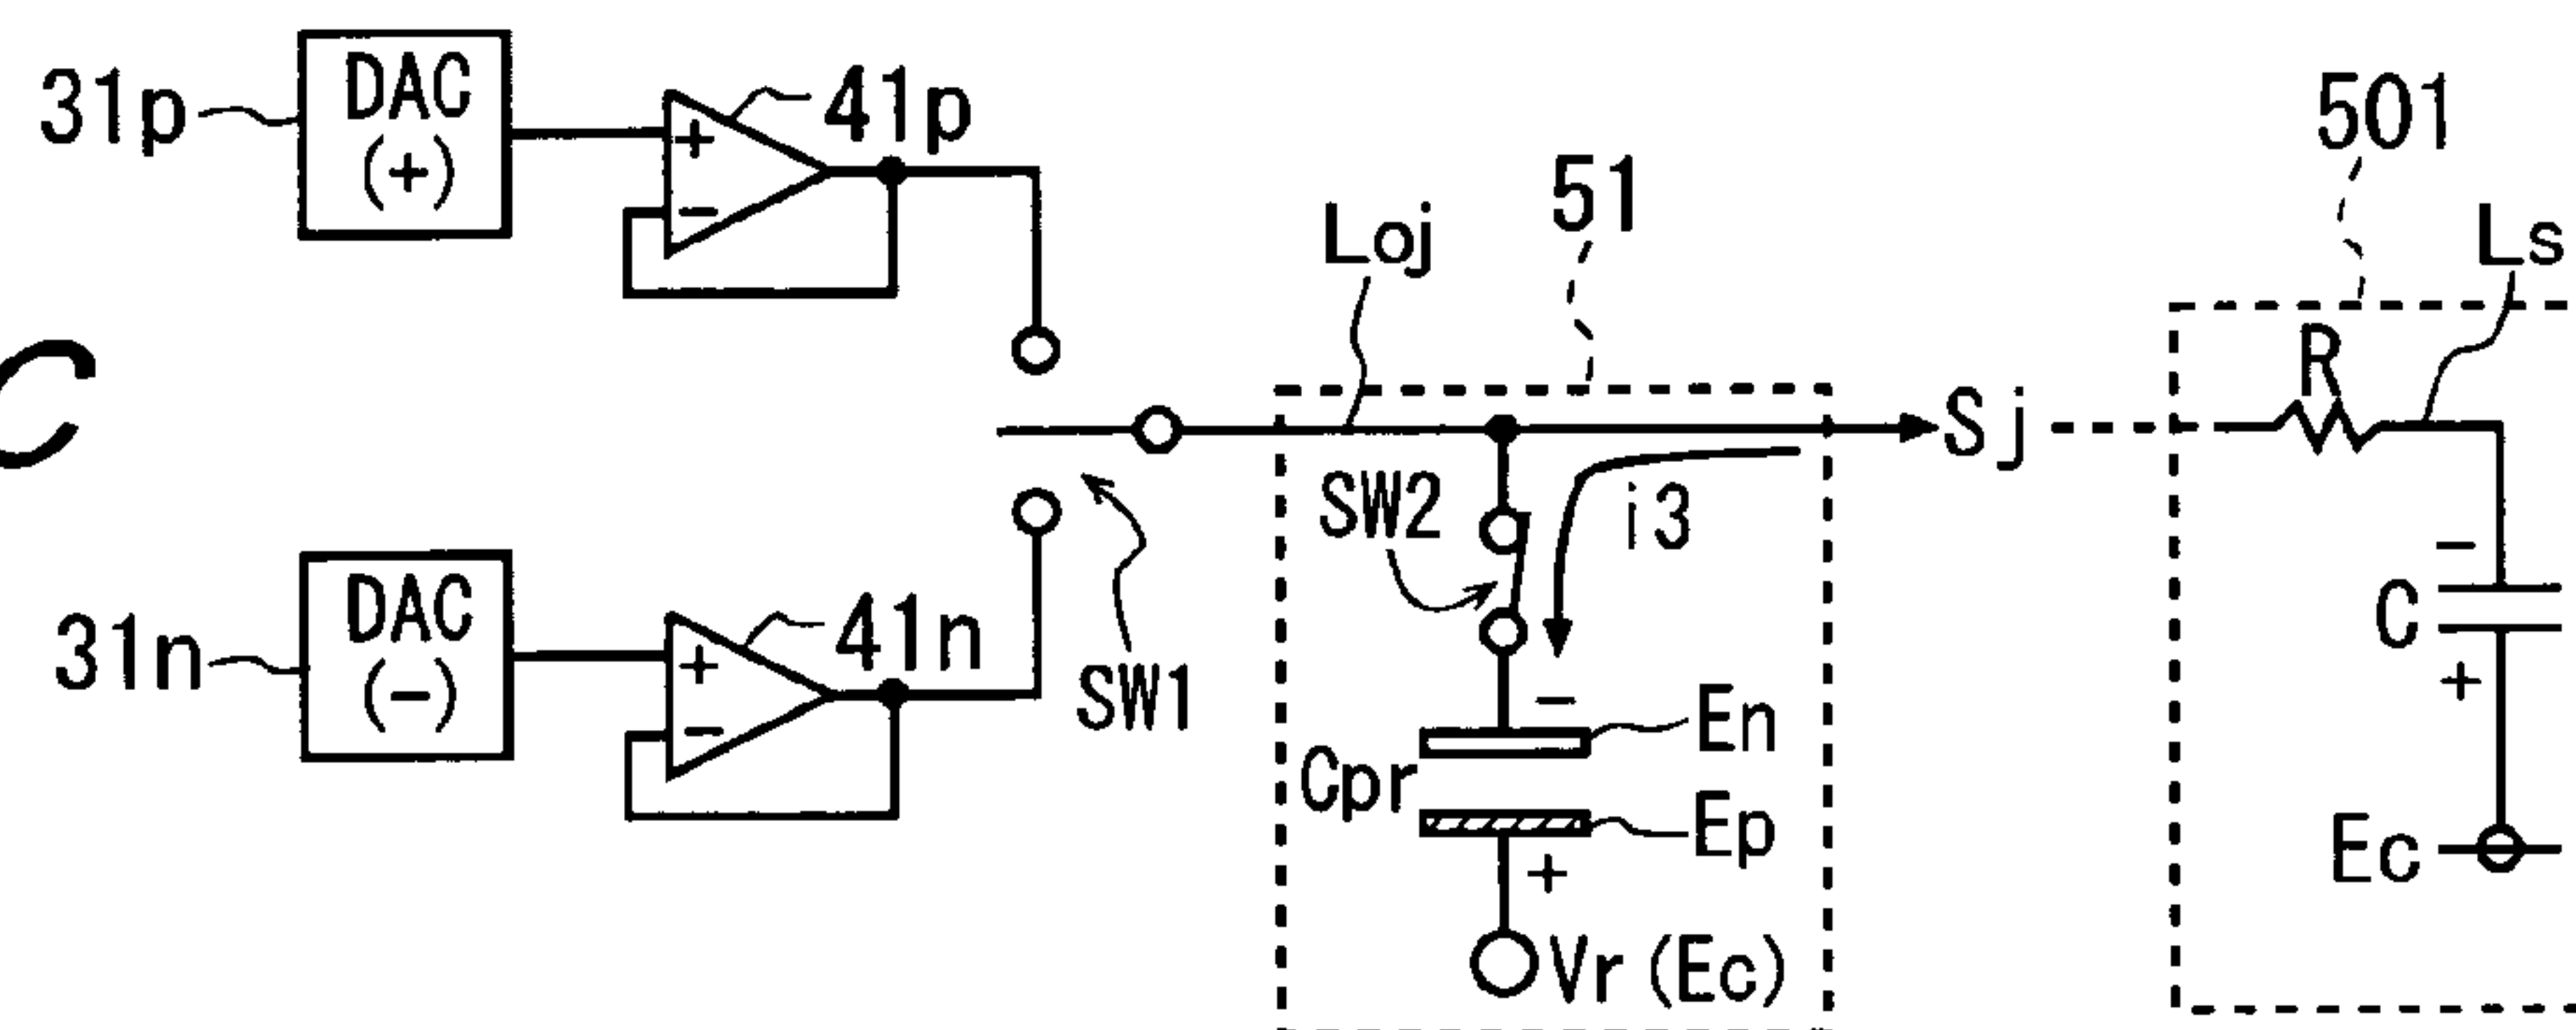 31p
DAC
(+)
+
-
41p
C
31n
DAC
(-)
+
-
41n
SW1
Loj
51
SW2
i3
-
En
Cpr
Ep
+
Vr (Ec)
Sj
501
Ls
R
-
C
+
Ec